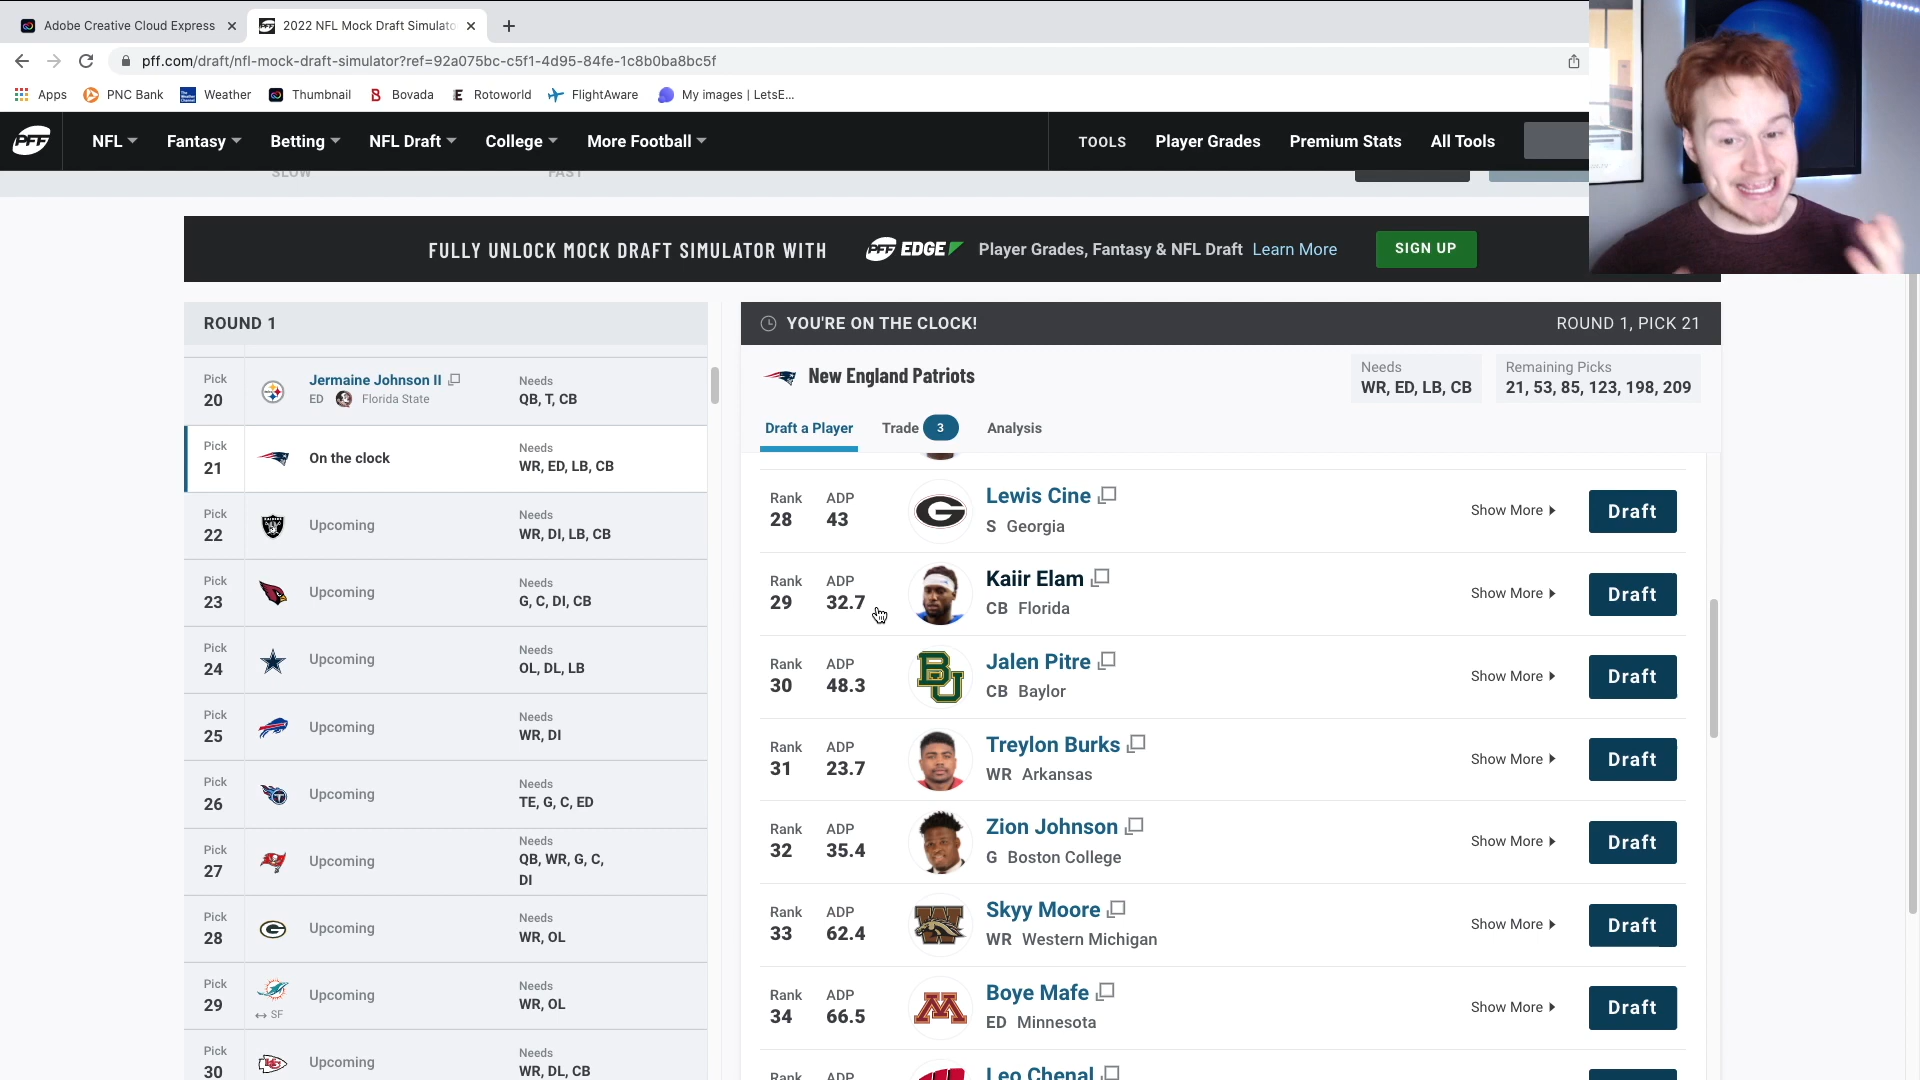 Adobe Creative Cloud Express
2022 NFL Mock Draft Simulato
pff.com/draft/nfl-mock-draft-simulator?ref=92a075bc-c5f1-4d95-84fe-1c8b0ba8bc5f
Apps PNC Bank Weather Thumbnail Bovada Rotoworld FlightAware My images | LetsE...
PFF NFL Fantasy Betting NFL Draft College More Football TOOLS Player Grades Premium Stats All Tools
SLOW FAST
FULLY UNLOCK MOCK DRAFT SIMULATOR WITH PFF EDGE Player Grades, Fantasy & NFL Draft Learn More SIGN UP
ROUND 1
Pick 20
Jermaine Johnson II
ED Florida State
Needs
QB, T, CB
Pick 21
On the clock
Needs
WR, ED, LB, CB
Pick 22
Upcoming
Needs
WR, DI, LB, CB
Pick 23
Upcoming
Needs
G, C, DI, CB
Pick 24
Upcoming
Needs
OL, DL, LB
Pick 25
Upcoming
Needs
WR, DI
Pick 26
Upcoming
Needs
TE, G, C, ED
Pick 27
Upcoming
Needs
QB, WR, G, C,
DI
Pick 28
Upcoming
Needs
WR, OL
Pick 29
↔ SF
Upcoming
Needs
WR, OL
Pick 30
Upcoming
Needs
WR, DL, CB
YOU'RE ON THE CLOCK! ROUND 1, PICK 21
New England Patriots
Needs
WR, ED, LB, CB
Remaining Picks
21, 53, 85, 123, 198, 209
Draft a Player Trade 3 Analysis
Rank 28 ADP 43
Lewis Cine
S Georgia
Show More Draft
Rank 29 ADP 32.7
Kaiir Elam
CB Florida
Show More Draft
Rank 30 ADP 48.3
Jalen Pitre
CB Baylor
Show More Draft
Rank 31 ADP 23.7
Treylon Burks
WR Arkansas
Show More Draft
Rank 32 ADP 35.4
Zion Johnson
G Boston College
Show More Draft
Rank 33 ADP 62.4
Skyy Moore
WR Western Michigan
Show More Draft
Rank 34 ADP 66.5
Boye Mafe
ED Minnesota
Show More Draft
Rank ADP
Leo Chenal